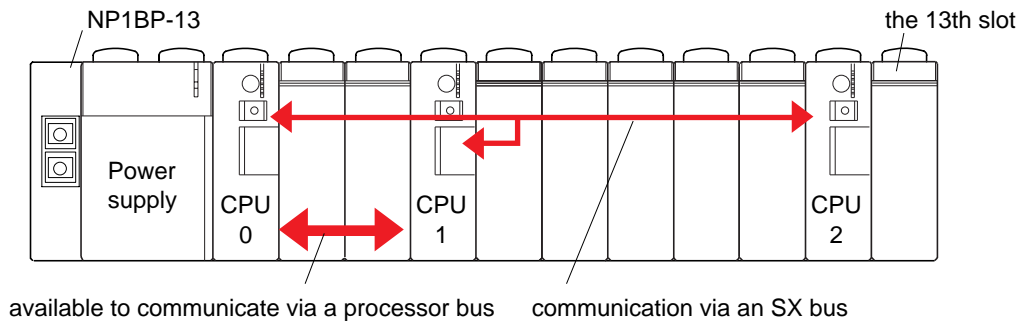 NP1BP-13
the 13th slot
Power
supply
CPU
0
CPU
1
CPU
2
available to communicate via a processor bus
communication via an SX bus